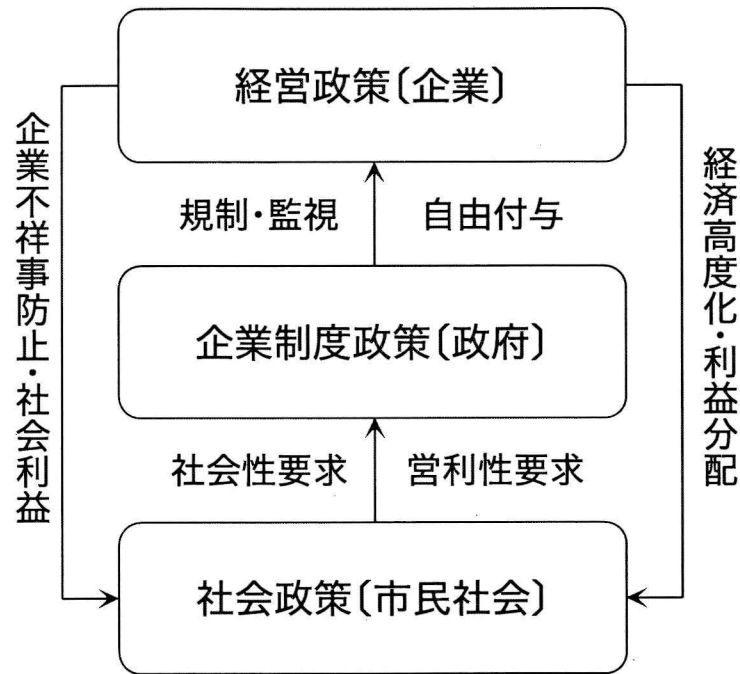 経営政策〔企業〕
規制・監視
自由付与
企業制度政策〔政府〕
社会性要求
営利性要求
社会政策〔市民社会〕
企業不祥事防止・社会利益
経済高度化・利益分配